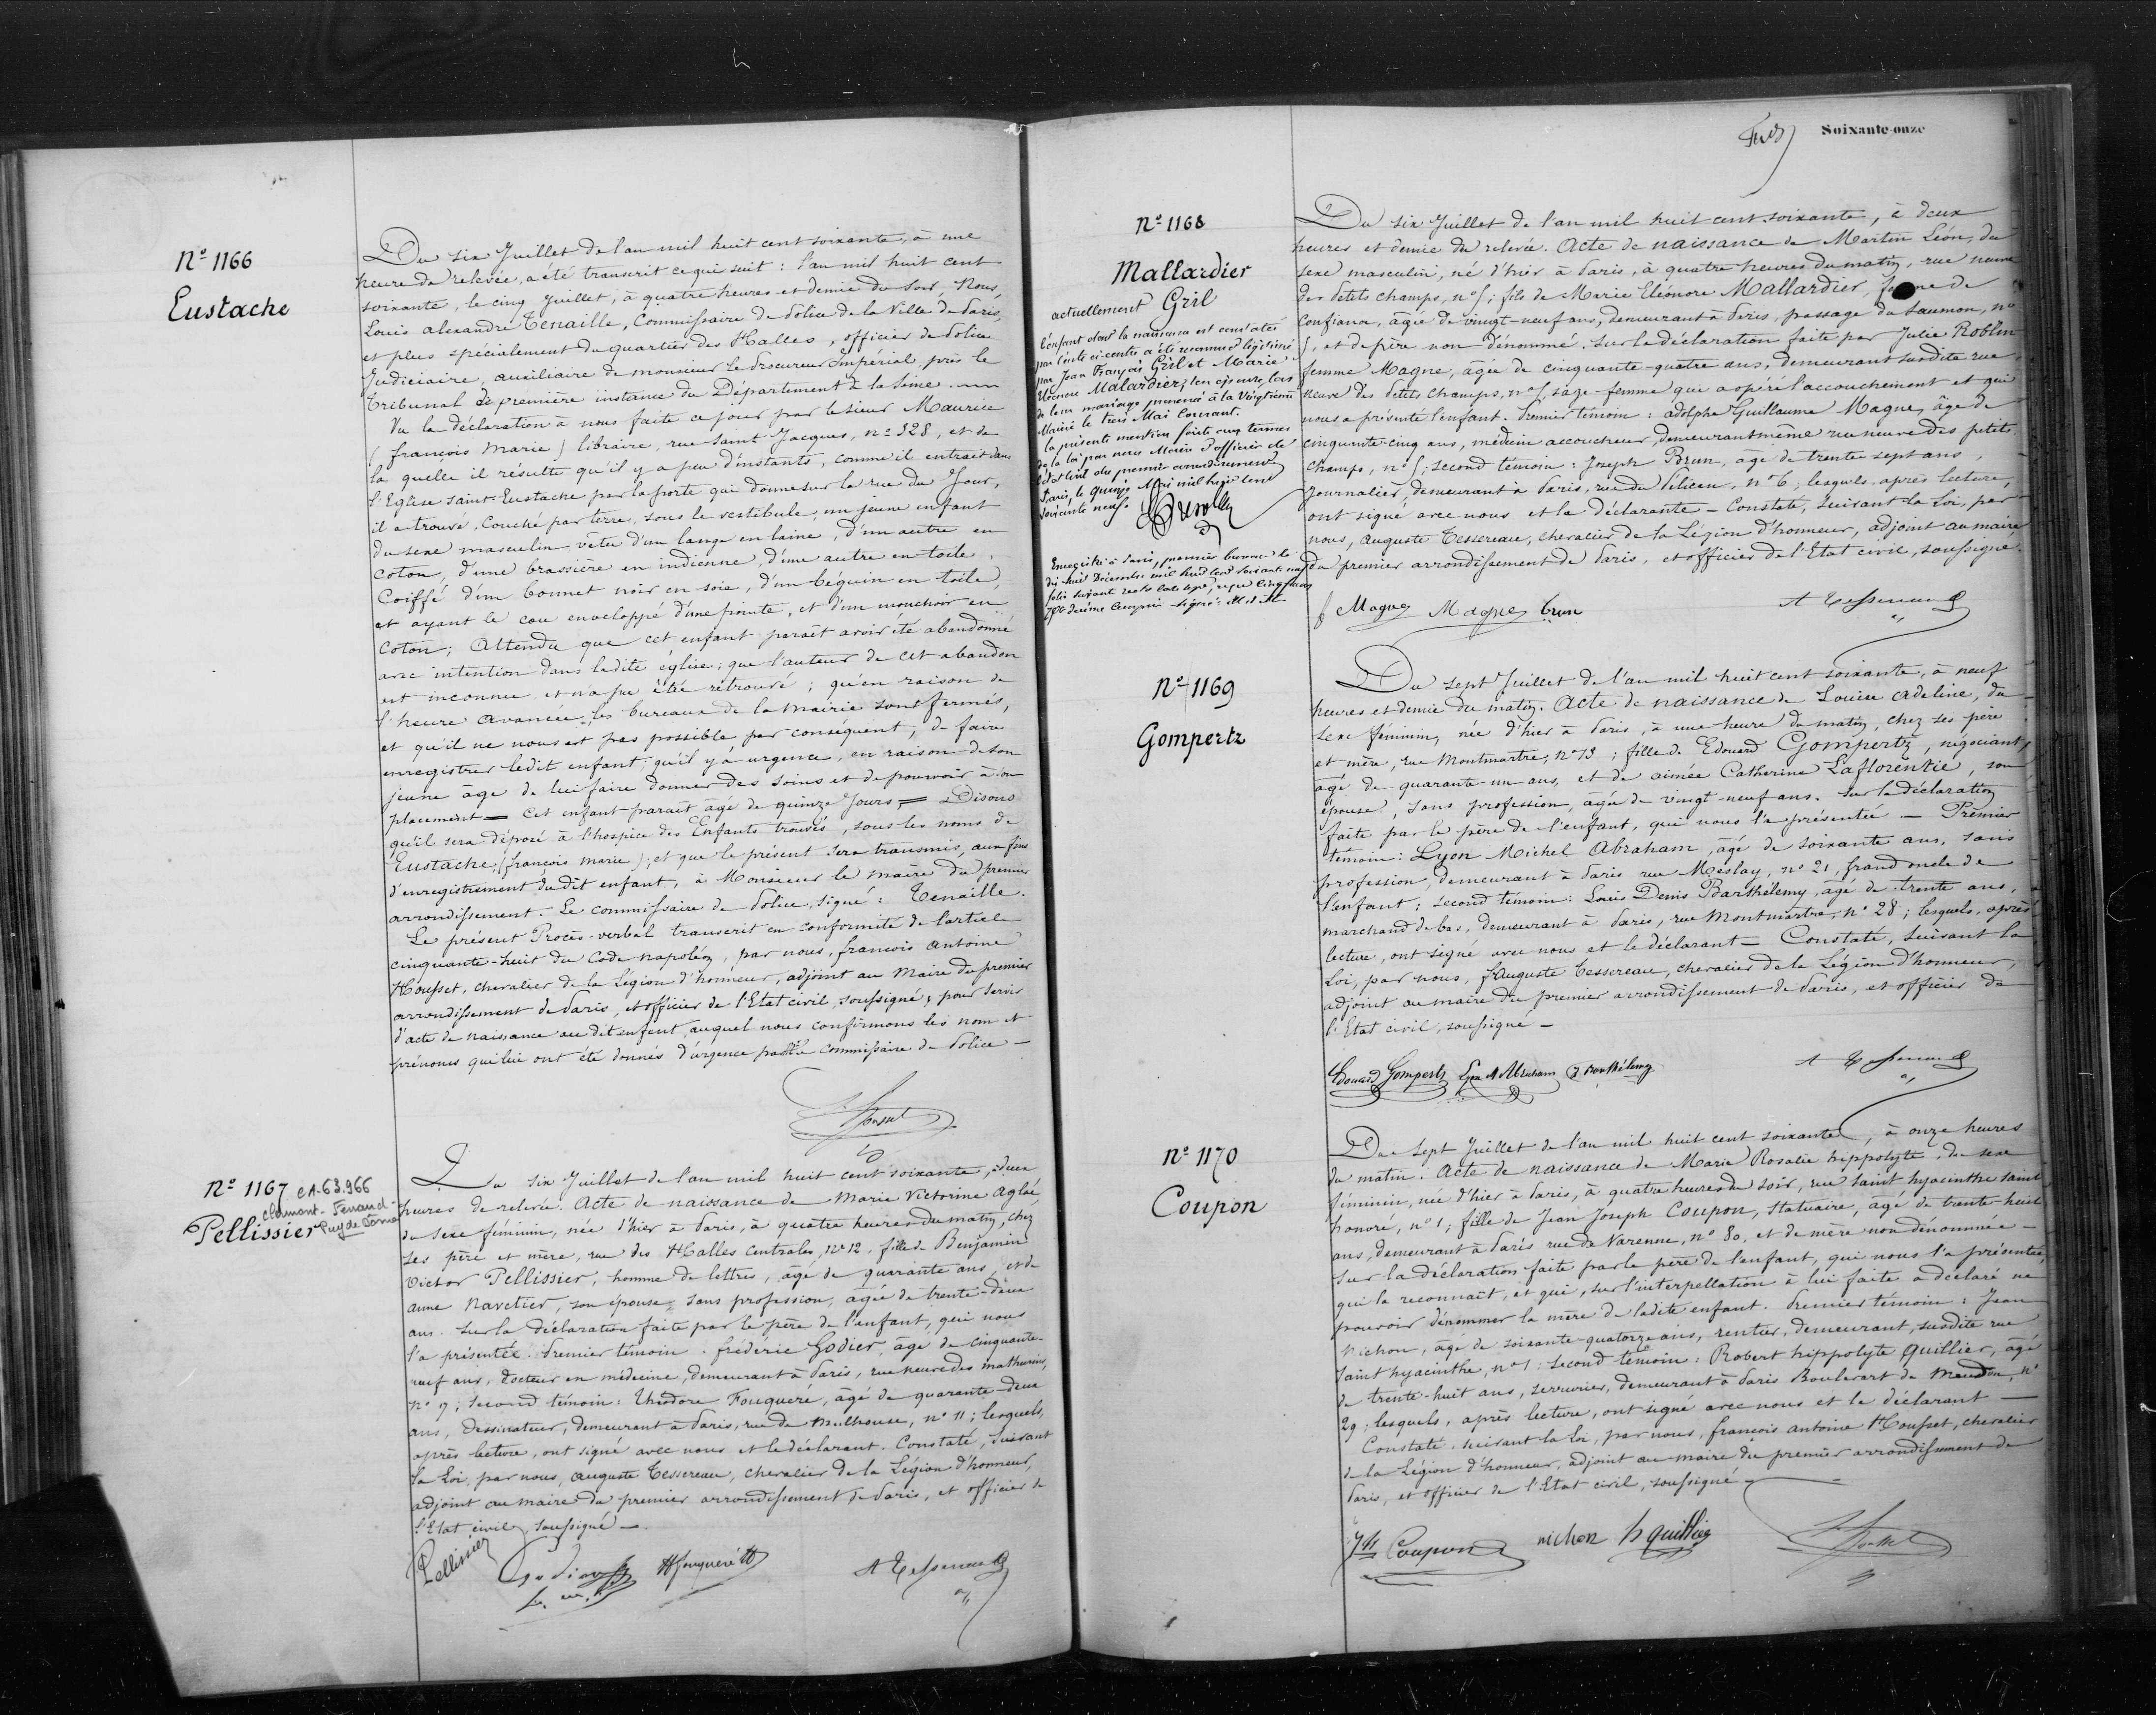 Nº 1166
Eustache
Du six Juillet de l'an mil huit cent soixante, à une
heure de relevée, a été transcrit ce qui suit : l'an mil huit cent
soixante, le cinq Juillet, à quatre heures et demie du soir, Nous,
Louis alexandre Tenaille, Commissaire de Police de la Ville de Paris,
et plus spécialement du quartier des Halles, officier de Police
Judiciaire, auxiliaire de monsieur le Procureur Impérial près le
Tribunal de première instance du Département de la Seine.
Vu la déclaration à nous faite ce jour par le sieur Maurice
(françois Marie) libraire, rue Saint-Jacques, nº 328, et de
laquelle il résulte qu'il y a peu d'instants, comme il entrait dans
l'Eglise Saint-Eustache par la porte qui donne sur la rue du Jour,
il a trouvé, Couché par terre, sous le vestibule, un jeune enfant
du sexe masculin, vêtu d'un lange en laine, d'un autre en
Coton, d'une brassière en indienne, d'une autre en toile,
Coiffé d'un bonnet noir en soie, d'un béguin en toile,
et ayant le cou enveloppé d'une pointe, et d'un mouchoir en
Coton; Attendu que cet enfant paraît avoir été abandonné
avec intention dans ladite église; que l'auteur de cet abandon
est inconnu et n'a pu être retrouvé; qu'en raison de
l'heure avancée, les bureaux de la mairie sont fermés,
et qu'il ne nous est pas possible par conséquent, de faire
enregistrer ledit enfant; qu'il y a urgence, en raison de son
jeune âge de lui faire donner des soins et de pourvoir à son
placement — Cet enfant paraît âgé de quinze Jours, = Disons
qu'il sera déposé à l'hospice des Enfants trouvés, sous les noms de
Eustache, (françois marie); et que le présent sera transmis, aux fins
d'enregistrement du dit enfant, à Monsieur le maire du premier
arrondissement. Le commissaire de Police, signé : Tenaille.
Le présent Procès-verbal transcrit en conformité de l'article
cinquante-huit du Code napoléon, par nous, françois antoine
Housset, chevalier de la Légion d'honneur, adjoint au Maire du premier
arrondissement de Paris, et officier de l'Etat civil, soussigné, pour servir
d'acte de naissance au dit enfant, auquel nous confirmons les nom et
prénoms qui lui ont été donnés d'urgence par le commissaire de Police —
Housset
Nº 1167
CA-63.966
Clermont-Ferrand
Puy de Dôme
Pellissier
Du six Juillet de l'an mil huit cent soixante, à deux
heures de relevée. Acte de naissance de Marie Victorine Aglaé,
du sexe féminin, née d'hier à Paris, à quatre heures du matin, chez
ses père et mère, rue des Halles Centrales, nº 12, fille de Benjamin
Victor Pellissier, homme de lettres, âgé de quarante ans, et de
anne Navetier, son épouse, sans profession, âgée de trente-deux
ans. Sur la déclaration faite par le père de l'enfant, qui nous
l'a présentée. Premier témoin : frédéric Godier, âgé de cinquante-
neuf ans, docteur en médecine, demeurant à Paris, rue neuve des mathurins,
nº 9; second témoin : Théodore Fouqueré, âgé de quarante-deux
ans, dessinateur, demeurant à Paris, rue de Mulhouse, nº 11; lesquels,
après lecture, ont signé avec nous et le déclarant. Constaté, suivant
la Loi, par nous, auguste Tessereau, chevalier de la Légion d'honneur,
adjoint au maire du premier arrondissement de Paris, et officier de
l'Etat civil, soussigné —
Pellissier Godier Fouqueré A Tessereau
Soixante-onze
Nº 1168
Mallardier
actuellement Gril
l'enfant dont la naissance est constatée
par l'acte ci-contre a été reconnu et légitimé
par Jean François Gril et Marie
Eléonore Malardier, son épouse, lors
de leur mariage prononcé à la Vingtième
Mairie le trois Mai Courant.
la présente mention faite aux termes
de la loi par nous Maire d'officier de
l'état civil du premier arrondissement
Paris, le quinze Mai mil huit cent
soixante neuf.
Enregistré à Paris, premier bureau le
dix-huit Décembre mil huit cent soixante neuf
folio soixante recto case sept, reçu cinq francs
Du six Juillet de l'an mil huit cent soixante, à deux
heures et demie de relevée. Acte de naissance de Martin Léon, du
sexe masculin, né d'hier à Paris, à quatre heures du matin, rue neuve
des Petits champs, nº 5; fils de Marie Eléonore Mallardier, femme de
Confiance, âgée de vingt-neuf ans, demeurant à Paris, passage du Saumon, nº
5, et de père non dénommé. Sur la déclaration faite par Julie Roblin
femme Magne, âgée de cinquante-quatre ans, demeurant susdite rue
Neuve des Petits champs, nº 5, sage-femme qui a opéré l'accouchement et qui
nous a présenté l'enfant. Premier témoin : adolphe Guillaume Magne, âgé de
cinquante-cinq ans, médecin accoucheur, demeurant même rue neuve des petits
champs, nº 5; second témoin : Joseph Brun, âgé de trente sept ans,
journalier, demeurant à Paris, rue du Pélican, nº 6; lesquels, après lecture,
ont signé avec nous et la déclarante — Constaté, suivant la Loi, par
nous, Auguste Tessereau, chevalier de la Légion d'honneur, adjoint au maire
du premier arrondissement de Paris, et officier de l'Etat civil, soussigné.
f Magne Magne brun A Tessereau
Nº 1169
Gompertz
Du sept Juillet de l'an mil huit cent soixante, à neuf
heures et demie du matin. Acte de naissance de Louise Adeline, du
sexe féminin, née d'hier à Paris, à une heure du matin, chez ses père
et mère, rue Montmartre, nº 13; fille de Edouard Gompertz, négociant,
âgé de quarante-un ans, et de aimée Catherine Laflorentie, son
épouse, sans profession, âgée de vingt-neuf ans. Sur la déclaration
faite par le père de l'enfant, qui nous l'a présentée — Premier
témoin : Lyon Michel Abraham, âgé de soixante ans, sans
profession, demeurant à Paris rue Meslay, nº 21, grand oncle de
l'enfant; second témoin : Louis Denis Barthélemy, âgé de trente ans,
marchand de bas, demeurant à Paris, rue Montmartre, nº 28; lesquels, après
lecture, ont signé avec nous et le déclarant — Constaté, suivant la
Loi, par nous, Auguste Tessereau, chevalier de la Légion d'honneur,
adjoint au maire du premier arrondissement de Paris, et officier de
l'Etat civil, soussigné —
Edouard Gompertz Lyon M Abraham Barthélemy A Tessereau
Nº 1170
Coupon
Du sept Juillet de l'an mil huit cent soixante, à onze heures
du matin. Acte de naissance de Marie Rosalie hippolyte, du sexe
féminin, née d'hier à Paris, à quatre heures du soir, rue saint hyacinthe saint
honoré, nº 1; fille de Jean Joseph Coupon, Statuaire, âgé de trente-huit
ans, demeurant à Paris rue de Varenne, nº 80, et de mère non dénommée —
Sur la déclaration faite par le père de l'enfant, qui nous l'a présentée,
qui la reconnaît, et qui, sur l'interpellation à lui faite a déclaré ne
pouvoir dénommer la mère de ladite enfant. Premier témoin : Jean
Nichon, âgé de soixante-quatorze ans, rentier, demeurant, susdite rue
Saint hyacinthe, nº 1; second témoin : Robert hippolyte Quillier, âgé
de trente-huit ans, serrurier, demeurant à Paris Boulevart de Meudon, nº
29; lesquels, après lecture, ont signé avec nous et le déclarant —
Constaté, suivant la Loi, par nous, françois antoine Housset, chevalier
de la Légion d'honneur, adjoint au maire du premier arrondissement de
Paris, et officier de l'Etat civil, soussigné
Coupon nichon h quillier Housset